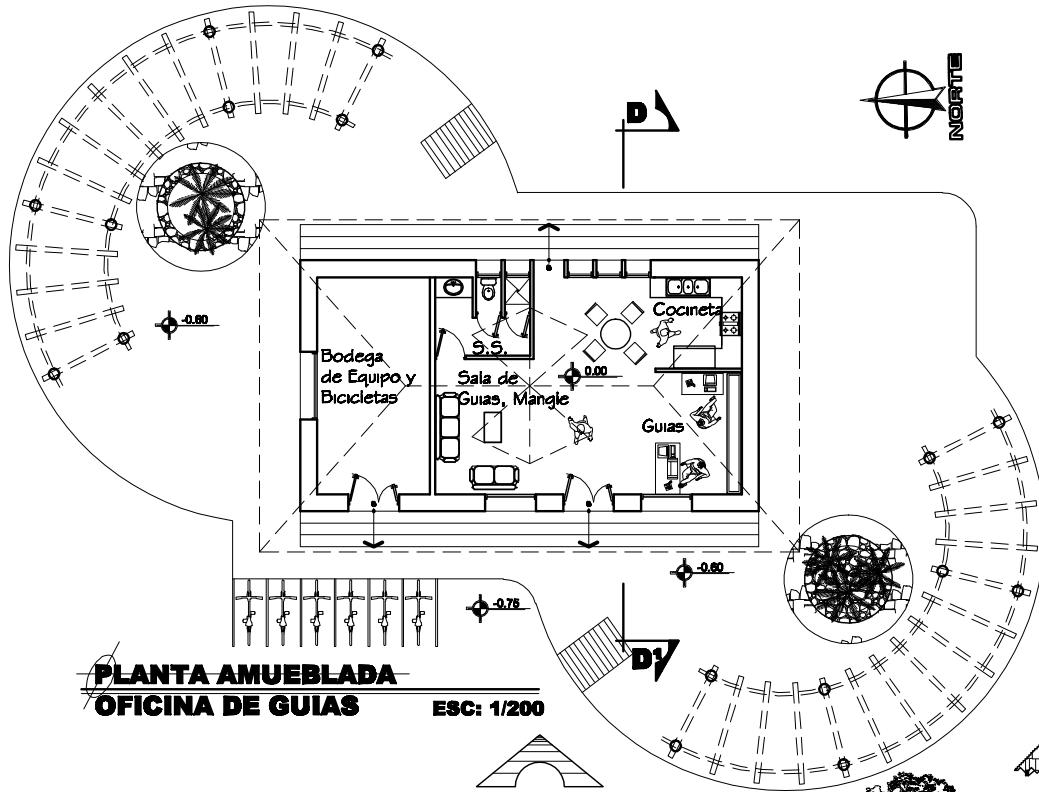 D
NORTE
-0.60
Cocineta
S.S.
Bodega
de Equipo y
Bicicletas
Sala de
Guias, Mangle
0.00
Guias
-0.60
-0.75
D1
PLANTA AMUEBLADA
OFICINA DE GUIAS
ESC: 1/200